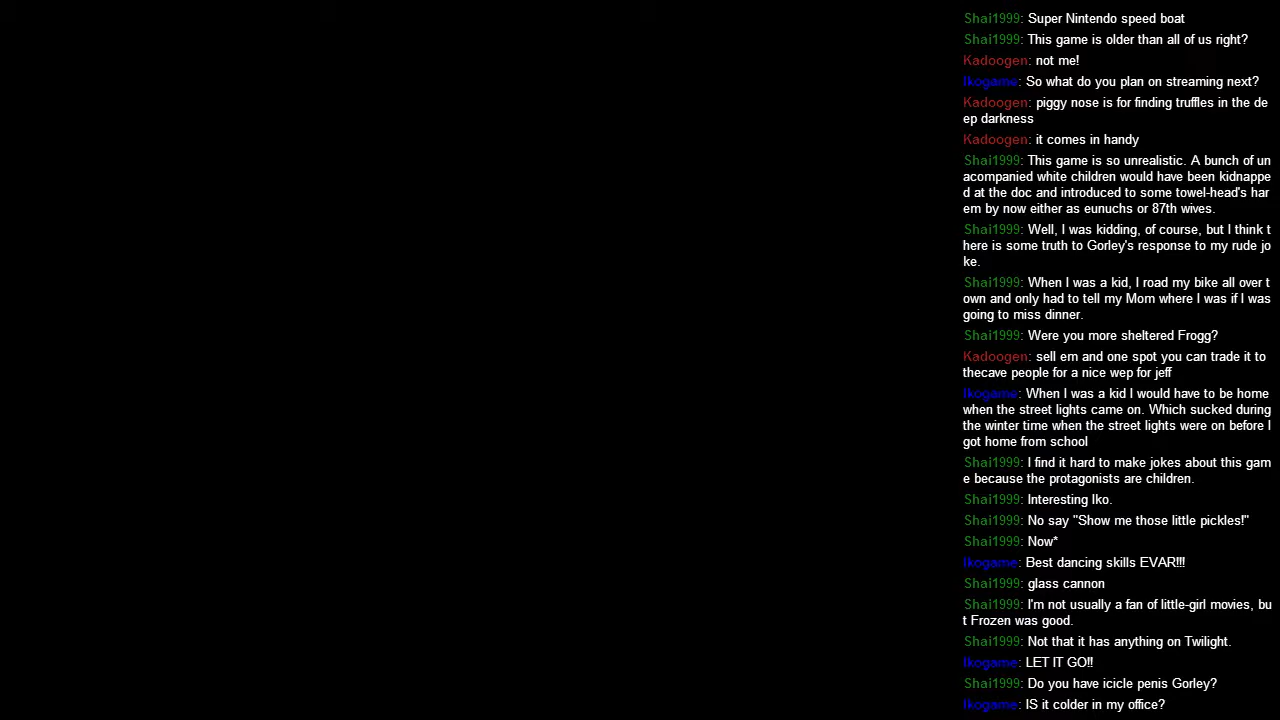 Shai1999: Super Nintendo speed boat
Shai1999: This game is older than all of us right?
Kadoogen: not me!
Ikogame: So what do you plan on streaming next?
Kadoogen: piggy nose is for finding truffles in the de
ep darkness
Kadoogen: it comes in handy
Shai1999: This game is so unrealistic. A bunch of un
acompanied white children would have been kidnappe
d at the doc and introduced to some towel-head's har
em by now either as eunuchs or 87th wives.
Shai1999: Well, I was kidding, of course, but I think t
here is some truth to Gorley's response to my rude jo
ke.
Shai1999: When I was a kid, I road my bike all over t
own and only had to tell my Mom where I was if I was
going to miss dinner.
Shai1999: Were you more sheltered Frogg?
Kadoogen: sell em and one spot you can trade it to
thecave people for a nice wep for jeff
Ikogame: When I was a kid I would have to be home
when the street lights came on. Which sucked during
the winter time when the street lights were on before I
got home from school
Shai1999: I find it hard to make jokes about this gam
e because the protagonists are children.
Shai1999: Interesting Iko.
Shai1999: No say "Show me those little pickles!"
Shai1999: Now*
Ikogame: Best dancing skills EVAR!!!
Shai1999: glass cannon
Shai1999: I'm not usually a fan of little-girl movies, bu
t Frozen was good.
Shai1999: Not that it has anything on Twilight.
Ikogame: LET IT GO!!
Shai1999: Do you have icicle penis Gorley?
Ikogame: IS it colder in my office?